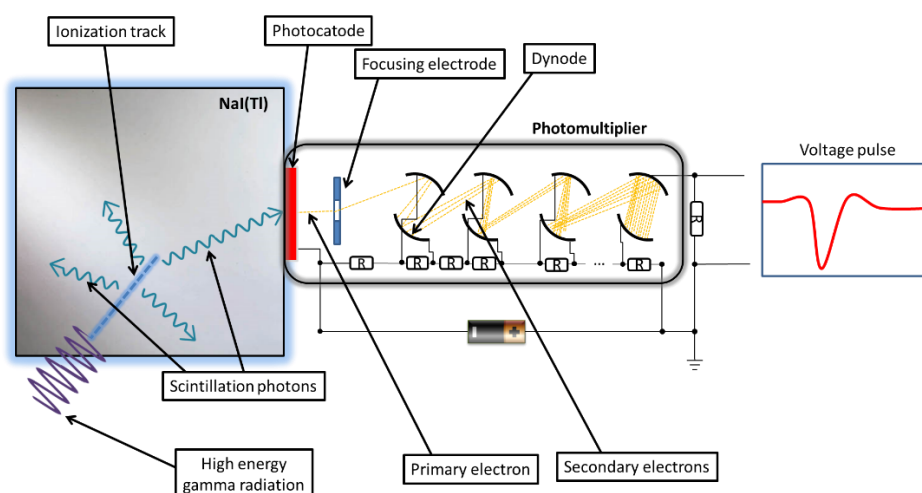 Ionization track
Photocatode
Focusing electrode
Dynode
NaI(Tl)
Photomultiplier
Voltage pulse
R
R
R
R
R
R
...
R
Scintillation photons
High energy
gamma radiation
Primary electron
Secondary electrons